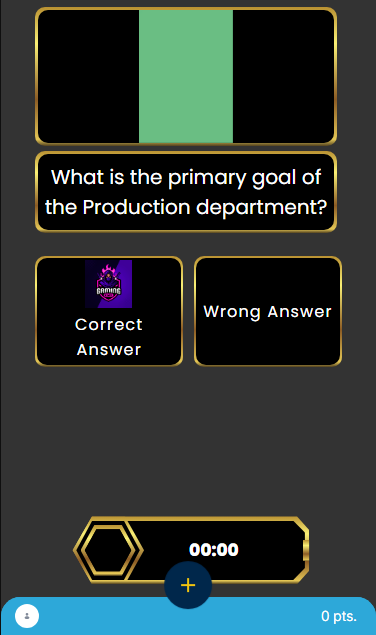 What is the primary goal of
the Production department?
GAMING
Correct
Answer
Wrong Answer
00:00
+
0 pts.